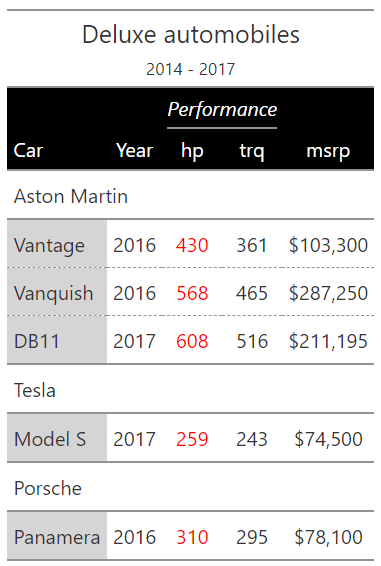 Deluxe automobiles
2014 - 2017
Performance
Car Year hp trq msrp
Aston Martin
Vantage 2016 430 361 $103,300
Vanquish 2016 568 465 $287,250
DB11 2017 608 516 $211,195
Tesla
Model S 2017 259 243 $74,500
Porsche
Panamera 2016 310 295 $78,100